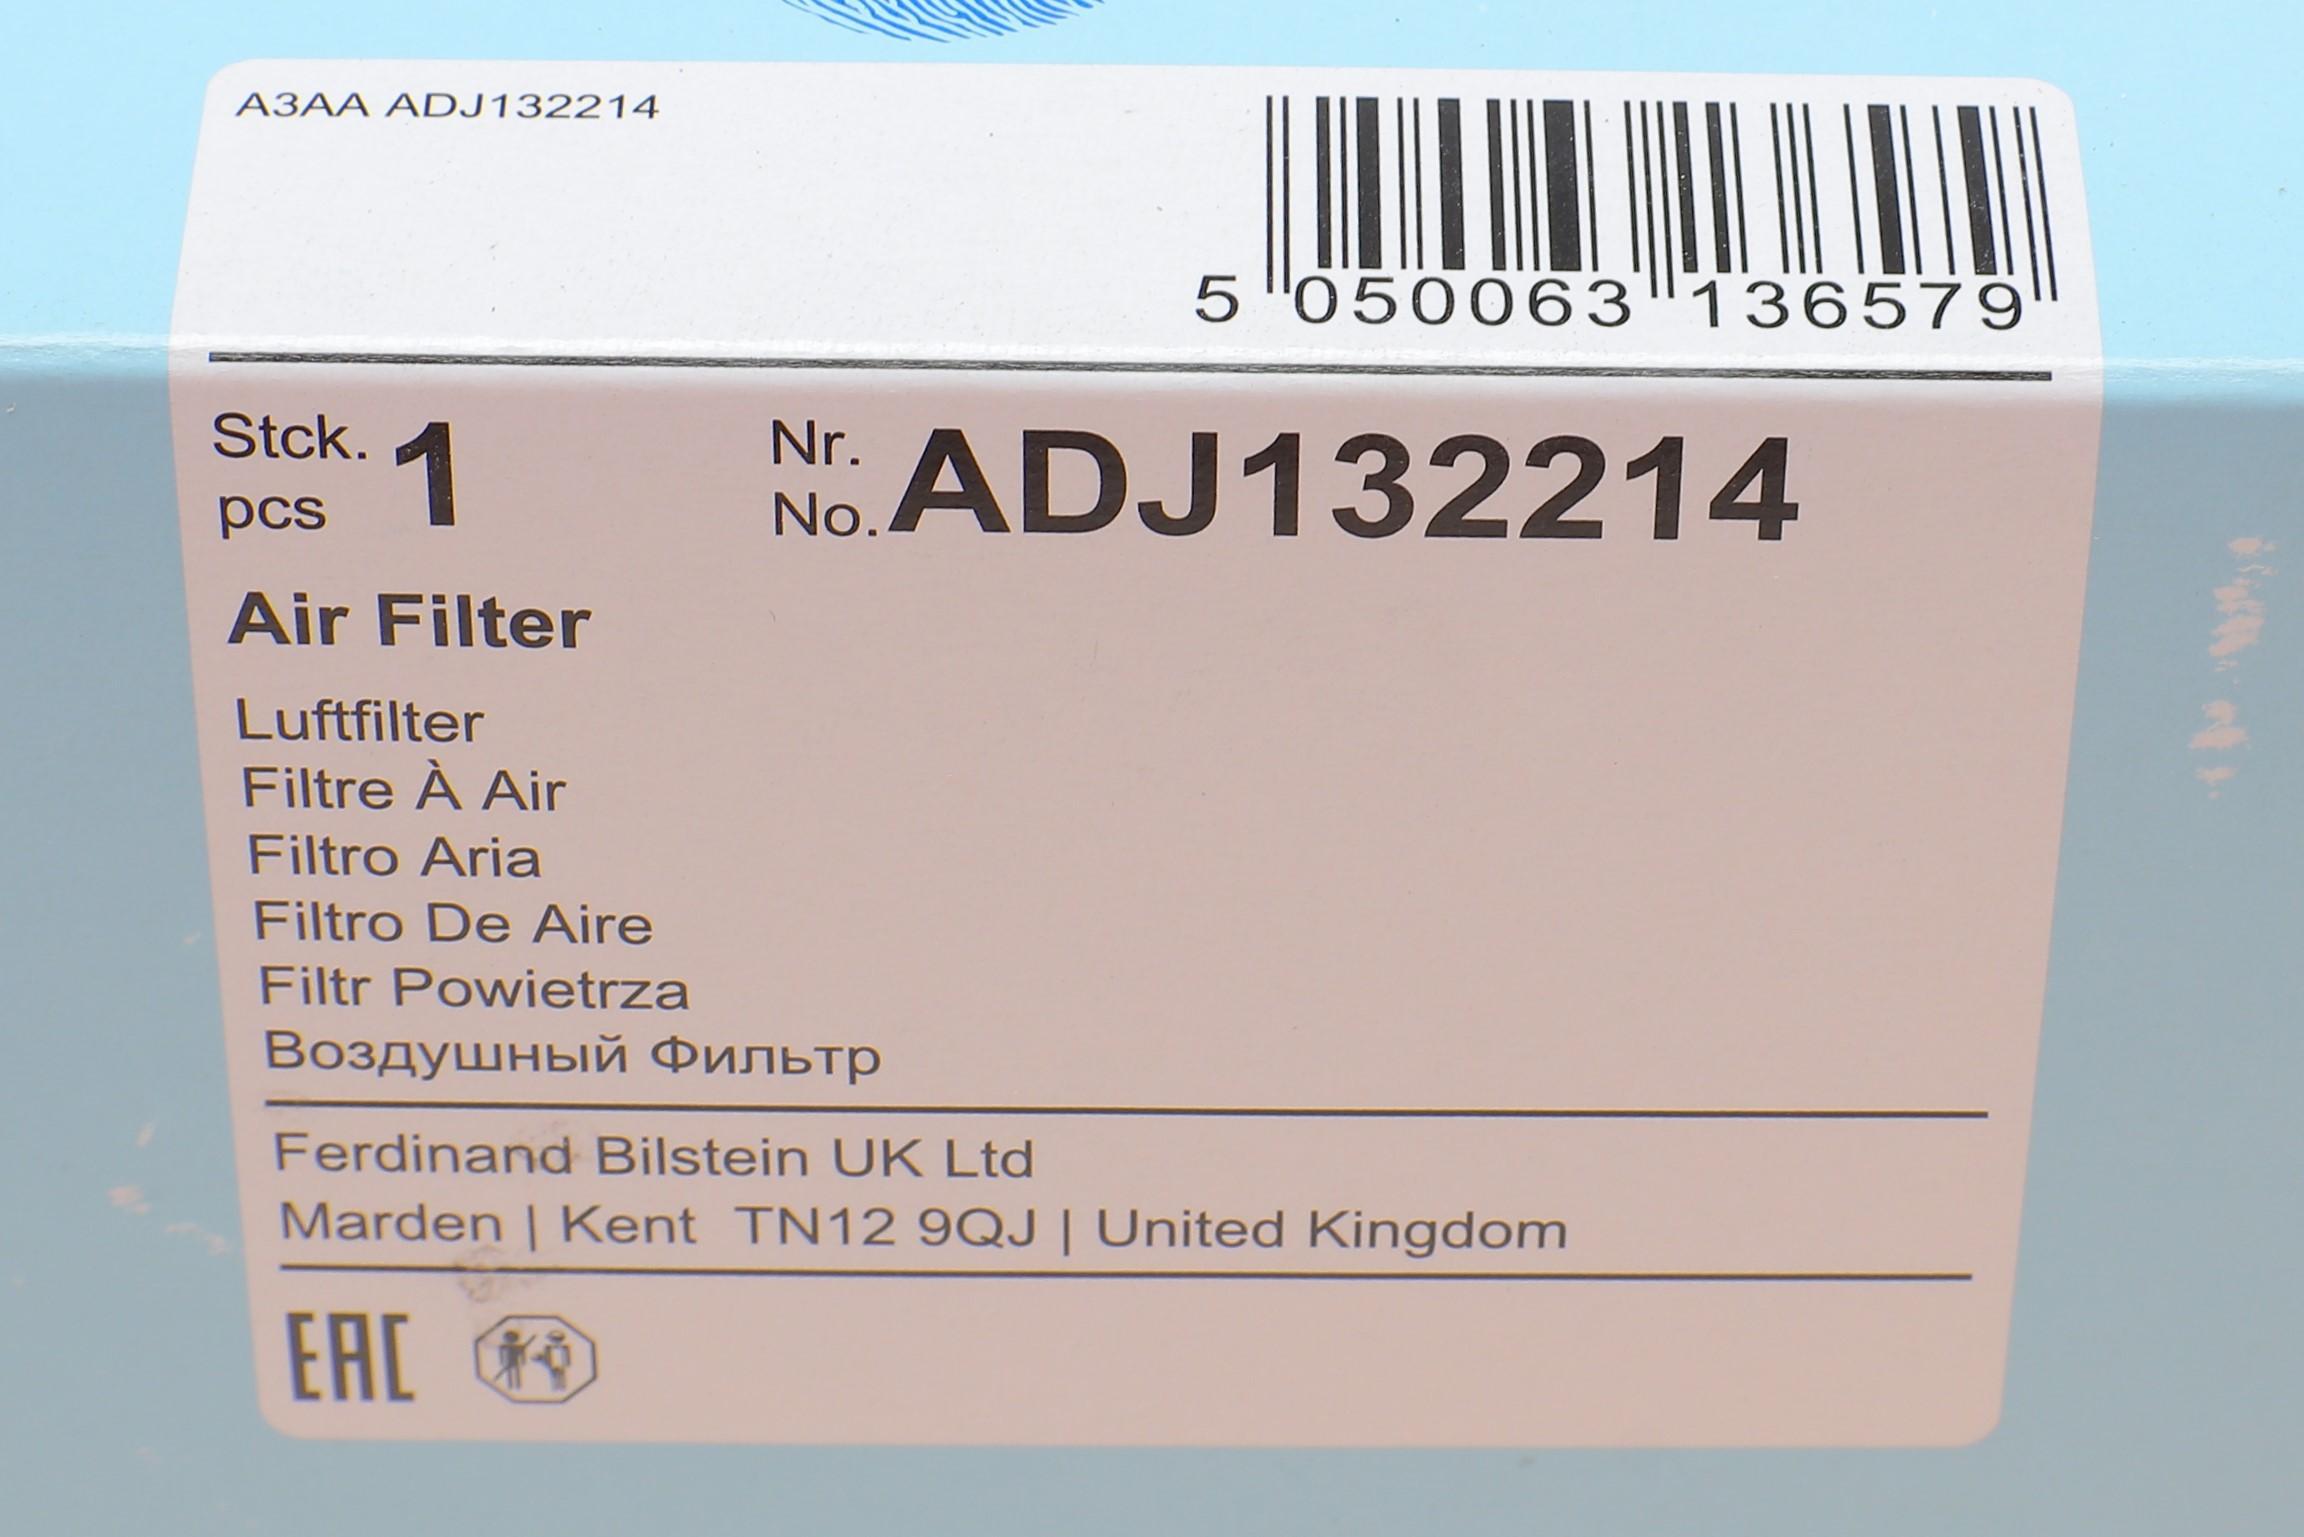 A3AA ADJ132214
5 050063 136579
Stck. 1 Nr. ADJ132214
pcs No.
Air Filter
Luftfilter
Filtre À Air
Filtro Aria
Filtro De Aire
Filtr Powietrza
Воздушный Фильтр
Ferdinand Bilstein UK Ltd
Marden | Kent TN12 9QJ | United Kingdom
EAC